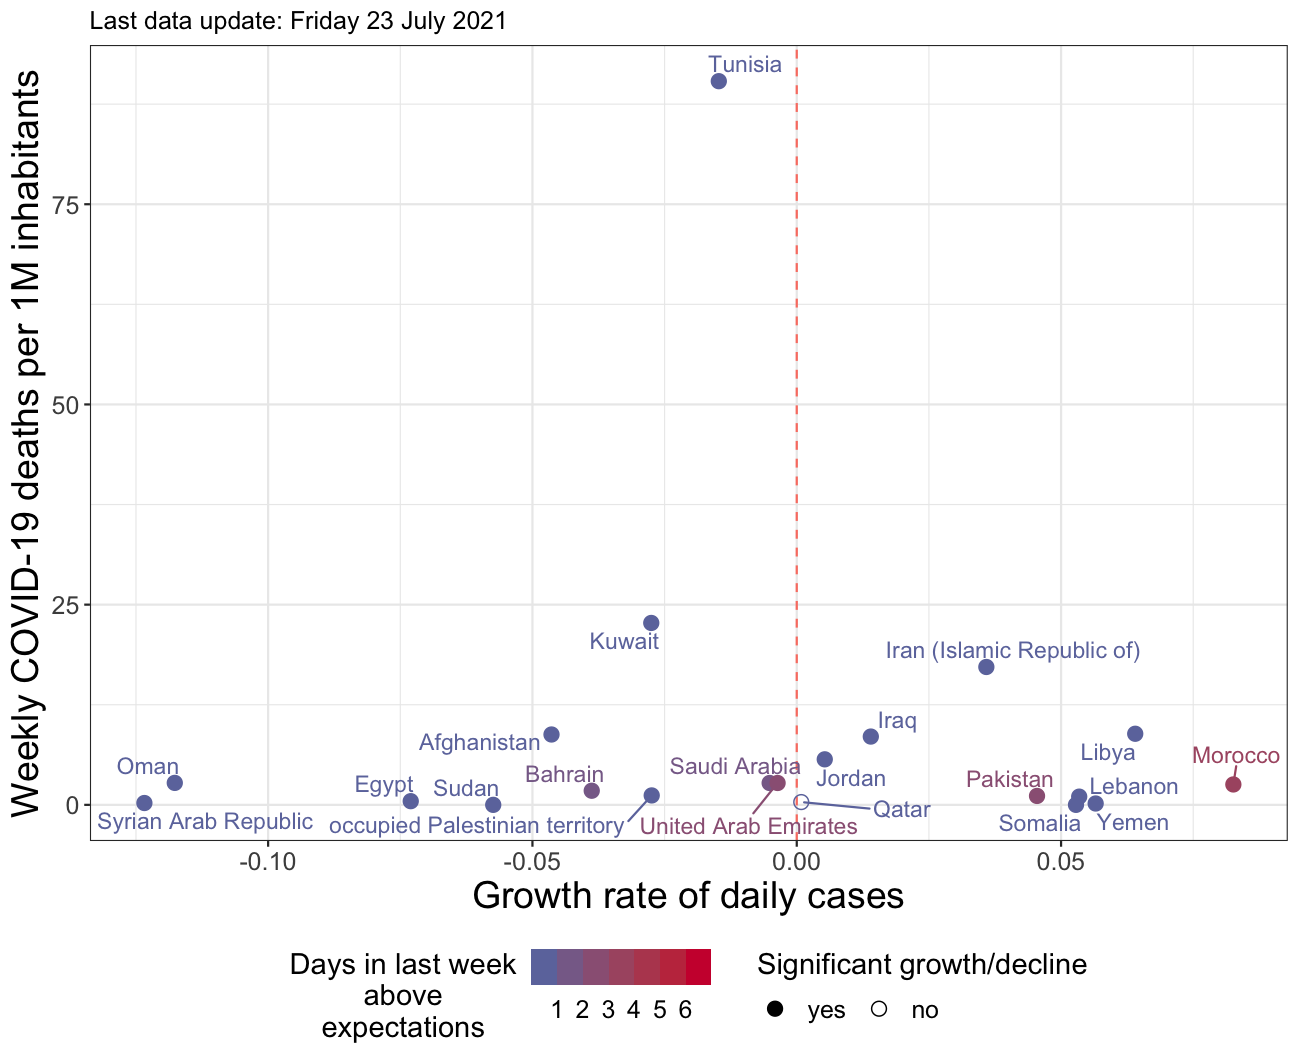 Last data update: Friday 23 July 2021
Weekly COVID-19 deaths per 1M inhabitants
75
50
25
0
Tunisia
Kuwait
Iran (Islamic Republic of)
Iraq
Afghanistan
Libya
Morocco
Oman
Saudi Arabia
Bahrain
Jordan
Pakistan
Egypt
Sudan
Lebanon
Qatar
Syrian Arab Republic
occupied Palestinian territory
United Arab Emirates
Somalia
Yemen
-0.10
-0.05
0.00
0.05
Growth rate of daily cases
Days in last week
above
expectations
1 2 3 4 5 6
Significant growth/decline
yes
no